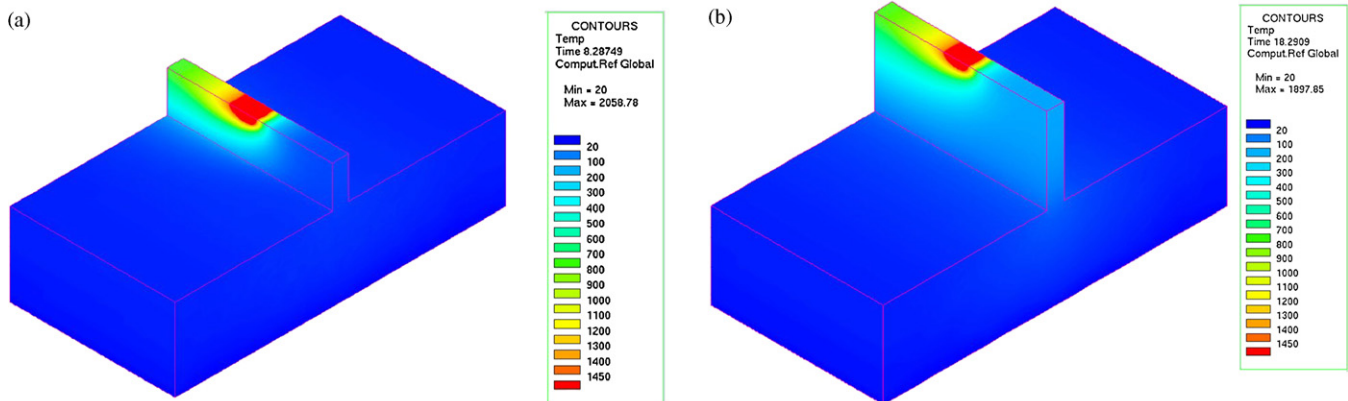 (a)
CONTOURS
Temp
Time 8.28749
Comput.Ref Global
Min = 20
Max = 2058.78
20
100
200
300
400
500
600
700
800
900
1000
1100
1200
1300
1400
1450
(b)
CONTOURS
Temp
Time 18.2909
Comput.Ref Global
Min = 20
Max = 1897.85
20
100
200
300
400
500
600
700
800
900
1000
1100
1200
1300
1400
1450